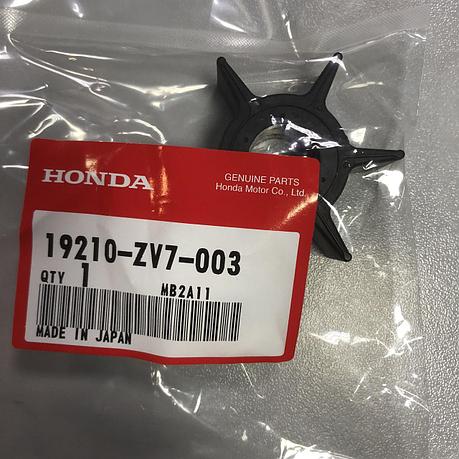 HONDA
GENUINE PARTS
Honda Motor Co., Ltd.
19210-ZV7-003
QTY 1 MB2A11
MADE IN JAPAN